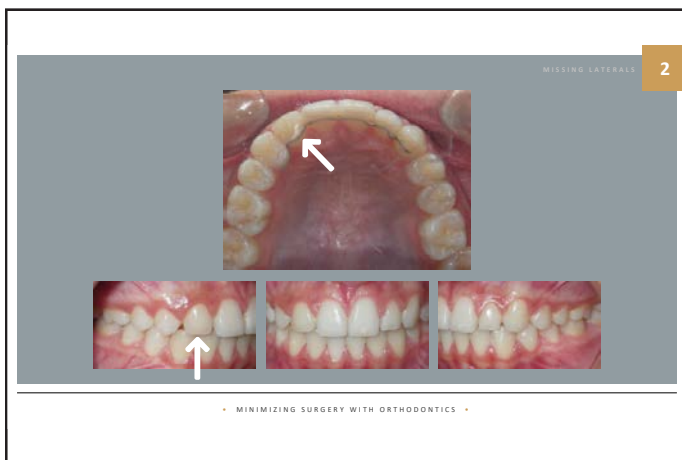 MISSING LATERALS 2
• MINIMIZING SURGERY WITH ORTHODONTICS •